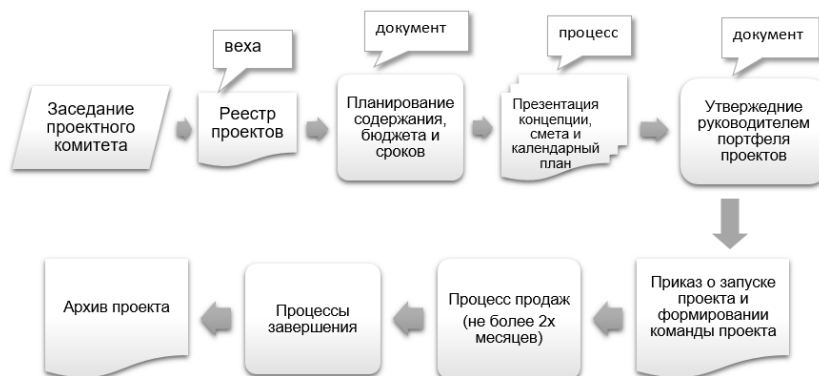 веха
документ
процесс
документ
Заседание
проектного
комитета
Реестр
проектов
Планирование
содержания,
бюджета и
сроков
Презентация
концепции,
смета и
календарный
план
Утвержедние
руководителем
портфеля
проектов
Архив проекта
Процессы
завершения
Процесс продаж
(не более 2х
месяцев)
Приказ о запуске
проекта и
формировании
команды проекта